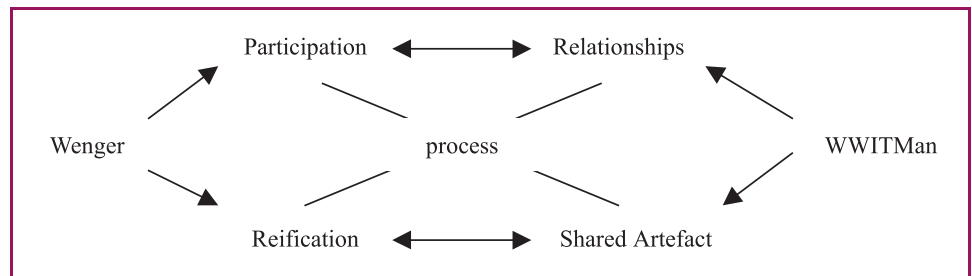 Participation Relationships
Wenger process WWITMan
Reification Shared Artefact